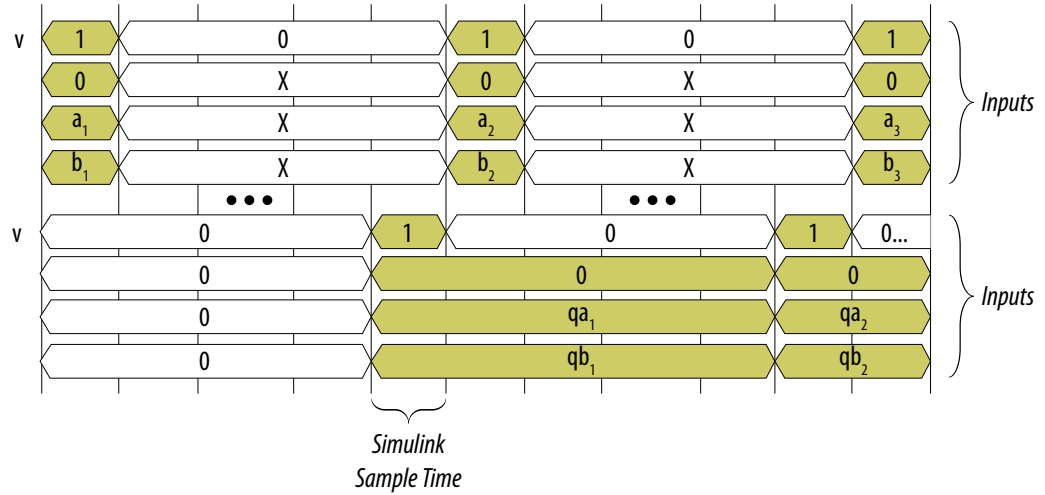 v 1 0 1 0 1
0 X 0 X 0
a₁ X a₂ X a₃
b₁ X b₂ X b₃
Inputs
•••  •••
v 0 1 0 1 0...
0 0 0
0 qa₁ qa₂
0 qb₁ qb₂
Inputs
Simulink
Sample Time